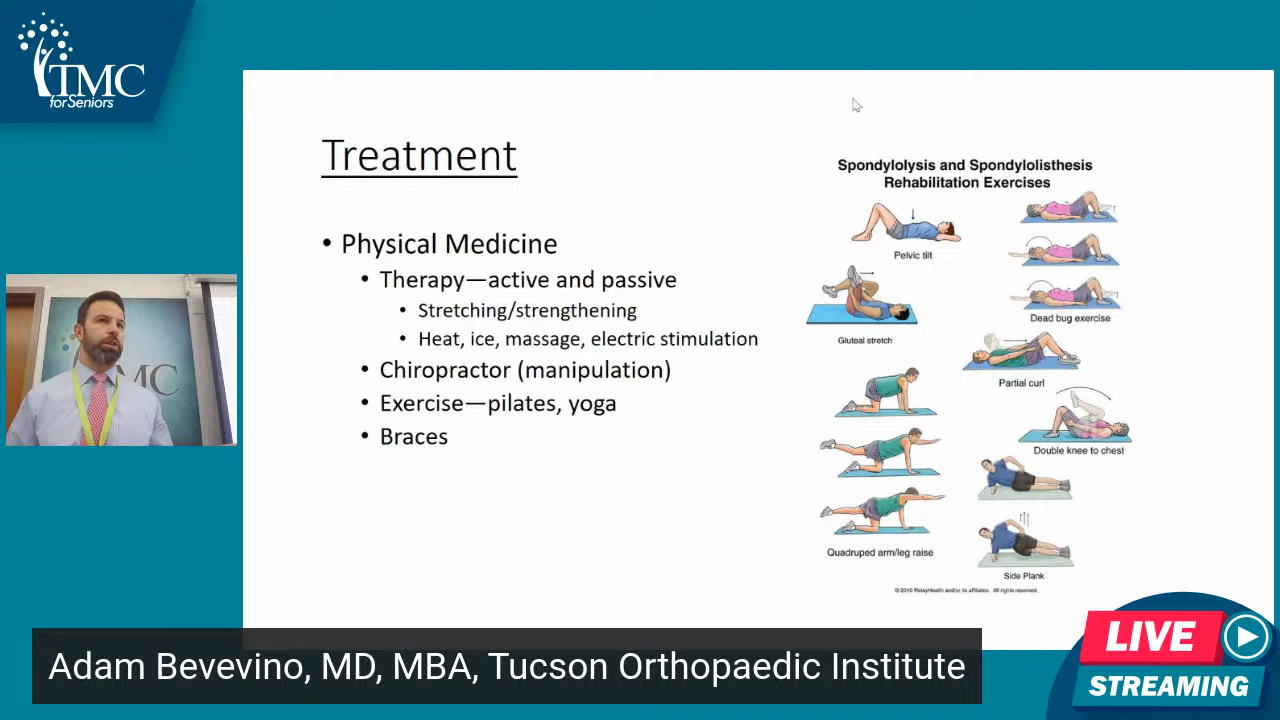 TMC
for Seniors
Treatment
• Physical Medicine
• Therapy—active and passive
• Stretching/strengthening
• Heat, ice, massage, electric stimulation
• Chiropractor (manipulation)
• Exercise—pilates, yoga
• Braces
Spondylolysis and Spondylolisthesis
Rehabilitation Exercises
Pelvic tilt
Dead bug exercise
Gluteal stretch
Partial curl
Double knee to chest
Quadruped arm/leg raise
Side Plank
© 2010 RelayHealth and/or its affiliates. All rights reserved.
MC
Adam Bevevino, MD, MBA, Tucson Orthopaedic Institute
LIVE
STREAMING